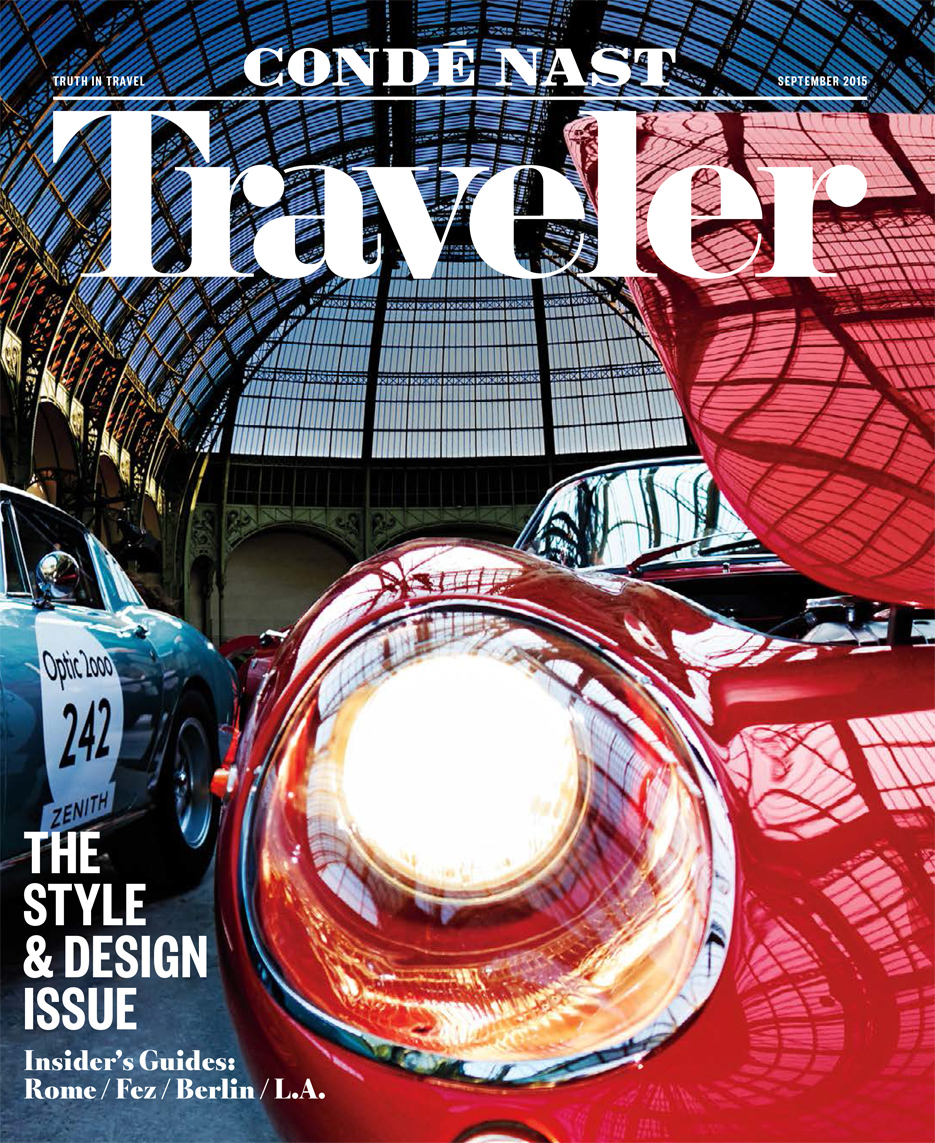 CONDÉ NAST
TRUTH IN TRAVEL
SEPTEMBER 2015
Traveler
Optic 2ooo
242
ZENITH
THE
STYLE
& DESIGN
ISSUE
Insider's Guides:
Rome / Fez / Berlin / L.A.